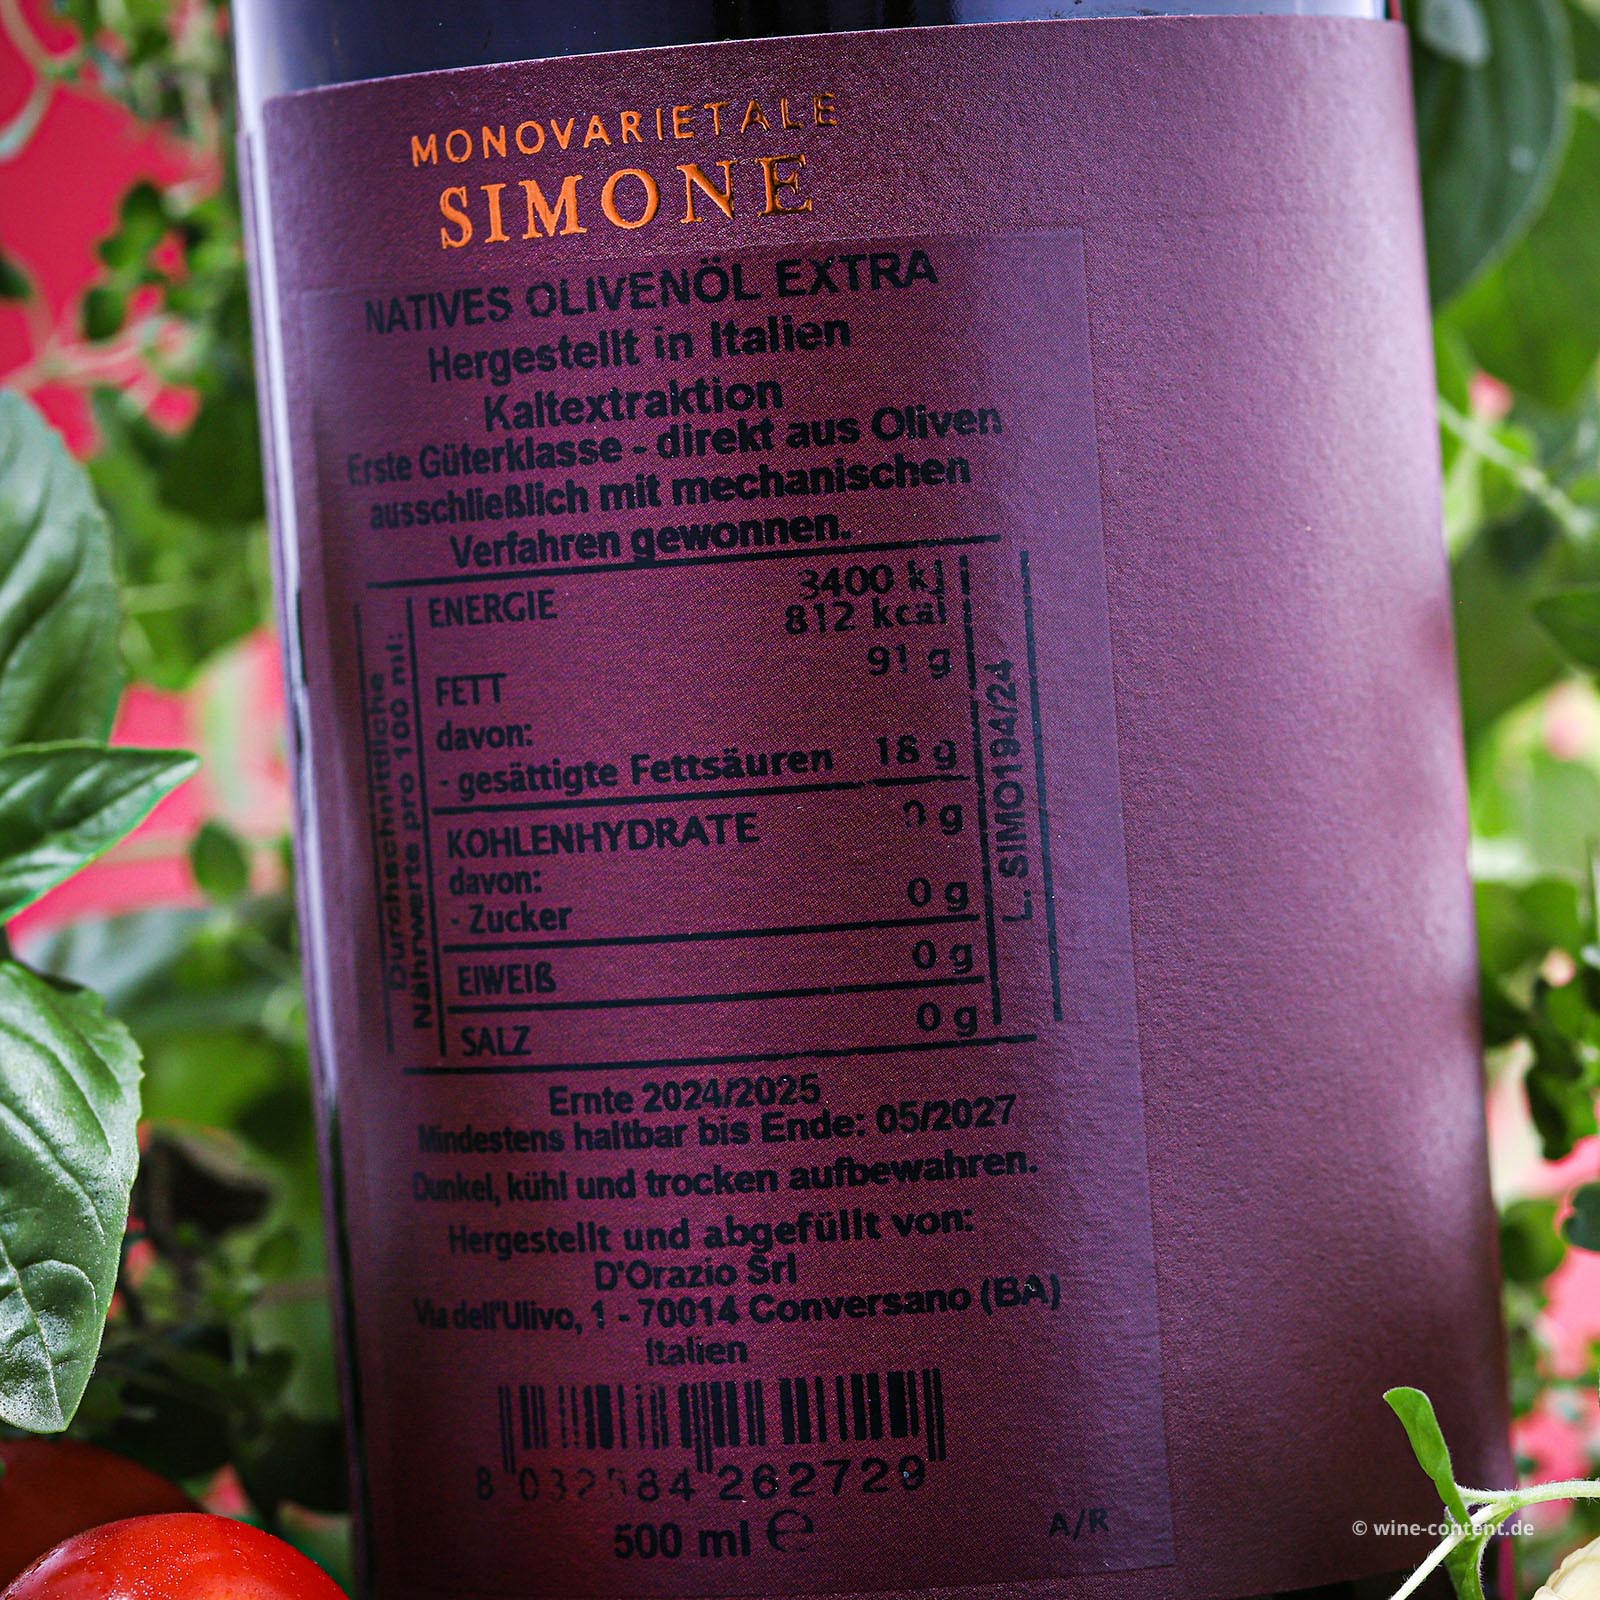 MONOVARIETALE
SIMONE
NATIVES OLIVENÖL EXTRA
Hergestellt in Italien
Kaltextraktion
Erste Güterklasse - direkt aus Oliven
ausschließlich mit mechanischen
Verfahren gewonnen.
Durchschnittliche
Nährwerte pro 100 ml:
ENERGIE 3400 kJ
812 kcal
FETT 91 g
davon:
- gesättigte Fettsäuren 18 g
KOHLENHYDRATE 0 g
davon:
- Zucker 0 g
EIWEIß 0 g
SALZ 0 g
L. SIMO194/24
Ernte 2024/2025
Mindestens haltbar bis Ende: 05/2027
Dunkel, kühl und trocken aufbewahren.
Hergestellt und abgefüllt von:
D'Orazio Srl
Via dell'Ulivo, 1 - 70014 Conversano (BA)
Italien
8 032584 262729
500 ml ℮
A/R
© wine-content.de